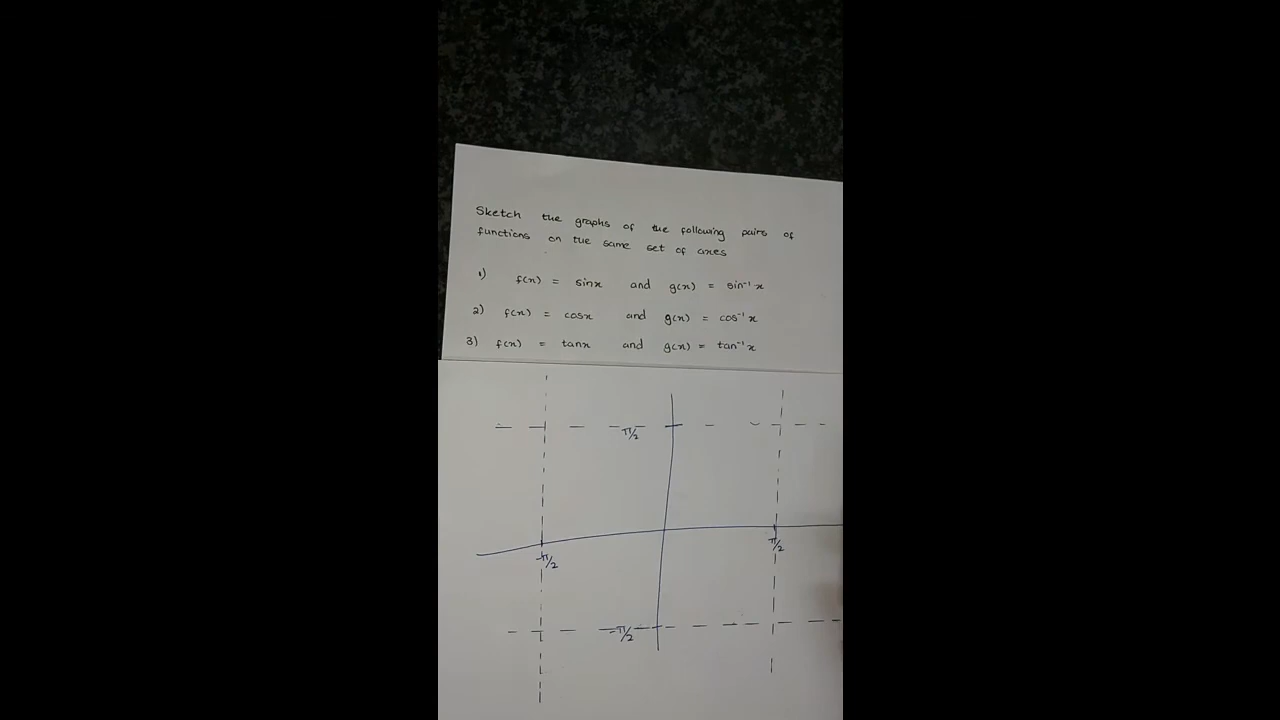 Sketch the graphs of the following pairs of
functions on the same set of axes
1) f(x) = sinx and g(x) = sin⁻¹x
2) f(x) = cosx and g(x) = cos⁻¹x
3) f(x) = tanx and g(x) = tan⁻¹x
π/2
-π/2
π/2
-π/2